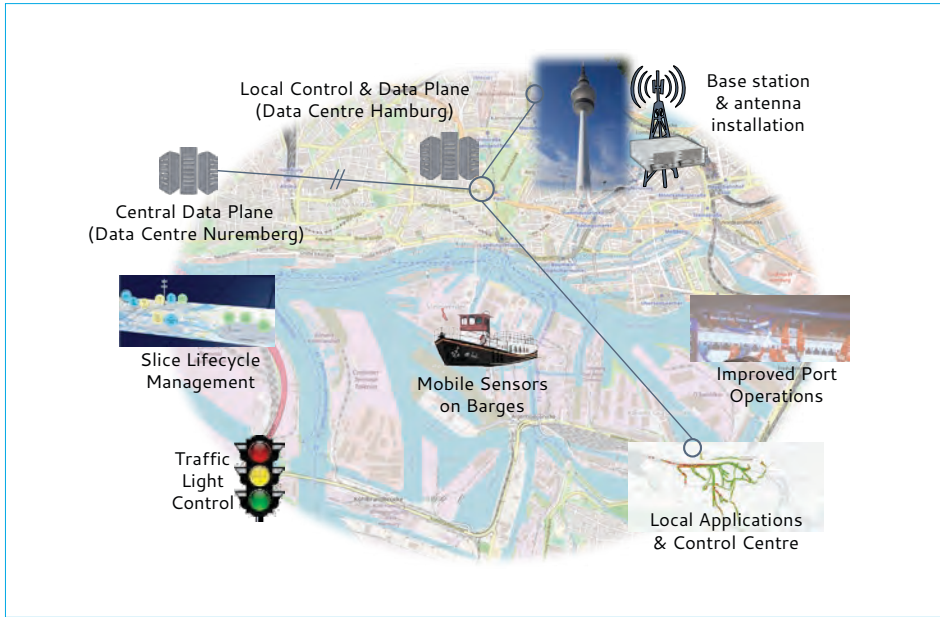 Local Control & Data Plane
(Data Centre Hamburg)
Base station
& antenna
installation
Central Data Plane
(Data Centre Nuremberg)
Slice Lifecycle
Management
Mobile Sensors
on Barges
Improved Port
Operations
Traffic
Light
Control
Local Applications
& Control Centre